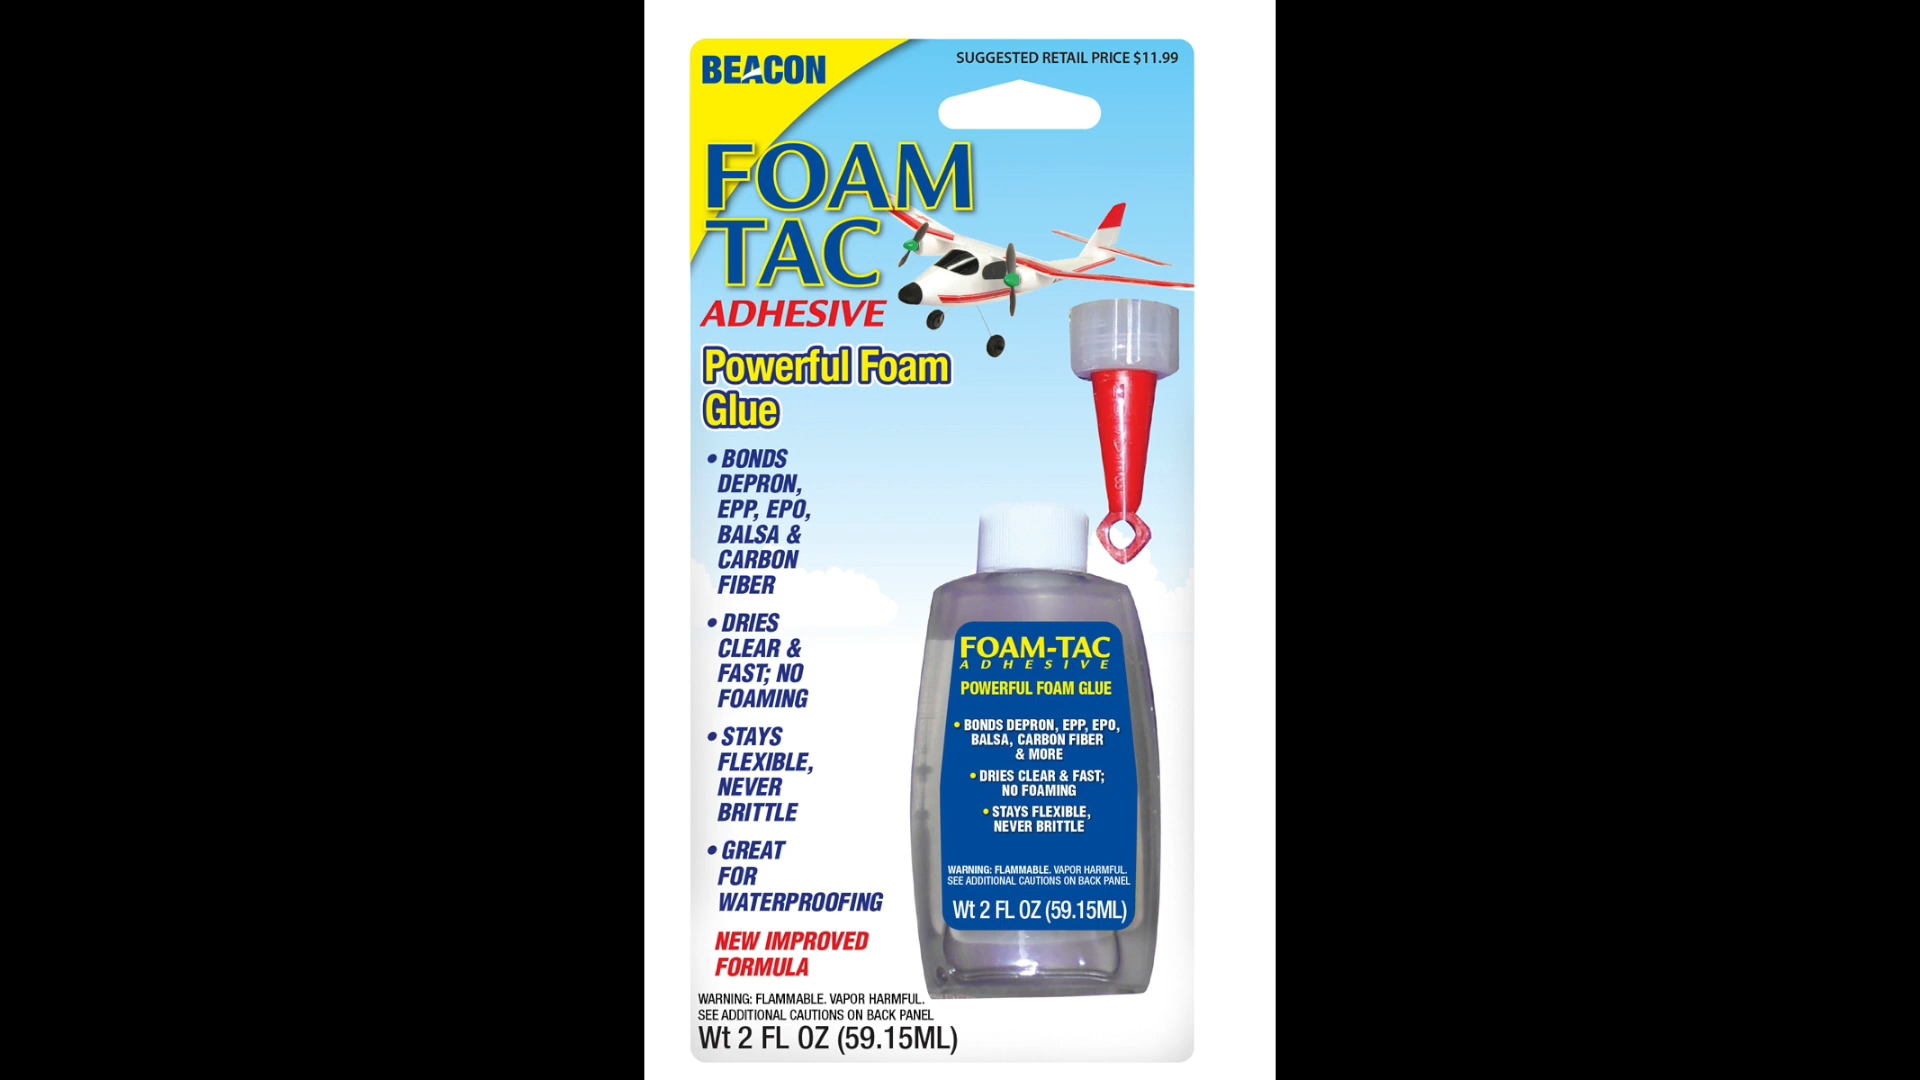 BEACON
SUGGESTED RETAIL PRICE $11.99
FOAM
TAC
ADHESIVE
Powerful Foam
Glue
• BONDS
DEPRON,
EPP, EPO,
BALSA &
CARBON
FIBER
• DRIES
CLEAR &
FAST; NO
FOAMING
• STAYS
FLEXIBLE,
NEVER
BRITTLE
• GREAT
FOR
WATERPROOFING
NEW IMPROVED
FORMULA
WARNING: FLAMMABLE. VAPOR HARMFUL.
SEE ADDITIONAL CAUTIONS ON BACK PANEL
Wt 2 FL OZ (59.15ML)
FOAM-TAC
ADHESIVE
POWERFUL FOAM GLUE
• BONDS DEPRON, EPP, EPO,
BALSA, CARBON FIBER
& MORE
• DRIES CLEAR & FAST;
NO FOAMING
• STAYS FLEXIBLE,
NEVER BRITTLE
WARNING: FLAMMABLE. VAPOR HARMFUL.
SEE ADDITIONAL CAUTIONS ON BACK PANEL
Wt 2 FL OZ (59.15ML)